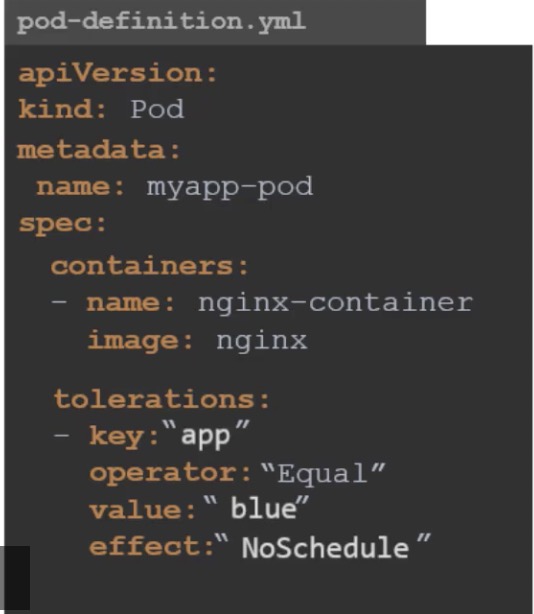 pod-definition.yml
apiVersion:
kind: Pod
metadata:
name: myapp-pod
spec:
containers:
- name: nginx-container
image: nginx
tolerations:
- key:“app”
operator:“Equal”
value:“ blue”
effect:“ NoSchedule ”